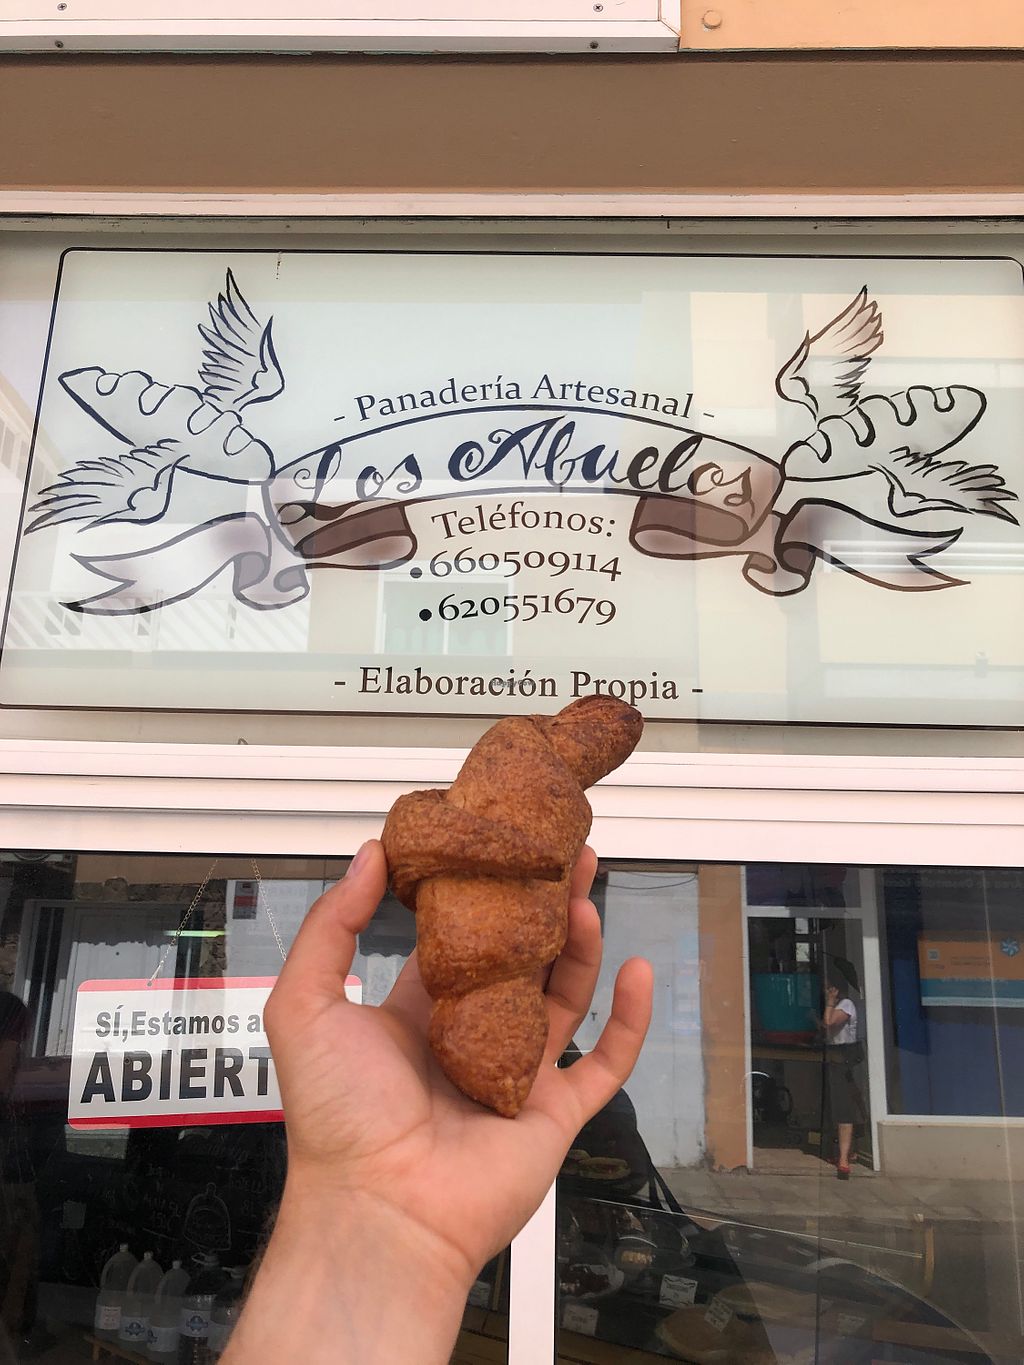 - Panadería Artesanal -
Los Abuelos
Teléfonos:
•660509114
•620551679
- Elaboración Propia -
SÍ,Estamos a
ABIERT